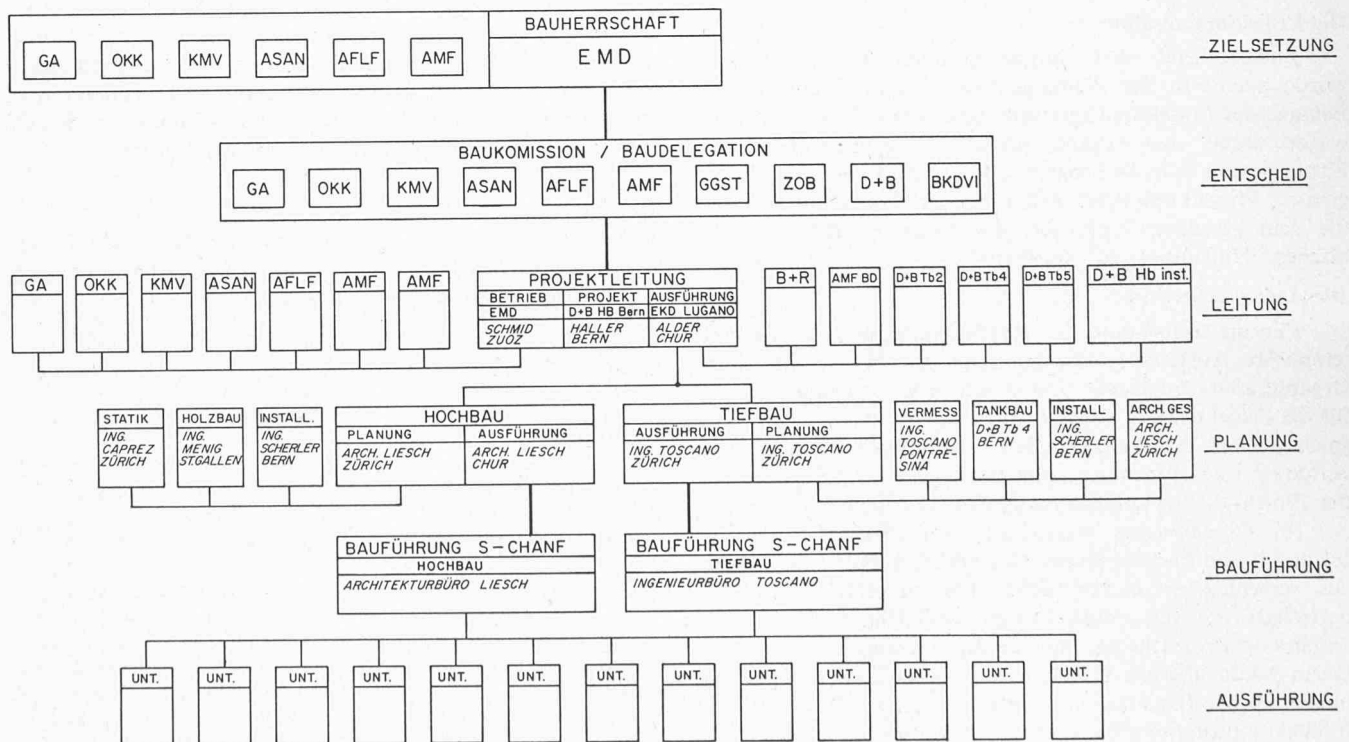 BAUHERRSCHAFT
GA OKK KMV ASAN AFLF AMF EMD
ZIELSETZUNG
BAUKOMISSION / BAUDELEGATION
GA OKK KMV ASAN AFLF AMF GGST ZOB D+B BKDVI
ENTSCHEID
GA OKK KMV ASAN AFLF AMF AMF
PROJEKTLEITUNG
BETRIEB PROJEKT AUSFÜHRUNG
EMD D+B HB Bern EKD LUGANO
SCHMID HALLER ALDER
ZUOZ BERN CHUR
B+R AMF BD D+B Tb2 D+B Tb4 D+B Tb5 D+B Hb inst.
LEITUNG
STATIK
ING.
CAPREZ
ZÜRICH
HOLZBAU
ING.
MENIG
ST.GALLEN
INSTALL.
ING.
SCHERLER
BERN
HOCHBAU
PLANUNG AUSFÜHRUNG
ARCH. LIESCH ARCH. LIESCH
ZÜRICH CHUR
TIEFBAU
AUSFÜHRUNG PLANUNG
ING. TOSCANO ING. TOSCANO
ZÜRICH ZÜRICH
VERMESS
ING.
TOSCANO
PONTRE-
SINA
TANKBAU
D+B Tb 4
BERN
INSTALL.
ING.
SCHERLER
BERN
ARCH. GES
ARCH.
LIESCH
ZÜRICH
PLANUNG
BAUFÜHRUNG S-CHANF
HOCHBAU
ARCHITEKTURBÜRO LIESCH
BAUFÜHRUNG S-CHANF
TIEFBAU
INGENIEURBÜRO TOSCANO
BAUFÜHRUNG
UNT. UNT. UNT. UNT. UNT. UNT. UNT. UNT. UNT. UNT. UNT. UNT. UNT.
AUSFÜHRUNG